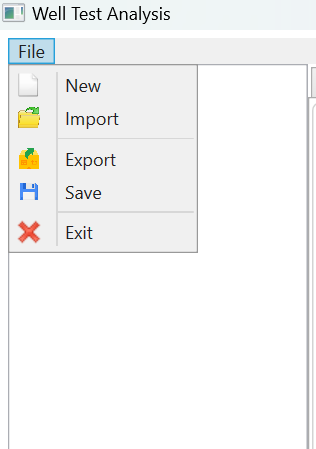 Well Test Analysis
File
New
Import
Export
Save
Exit